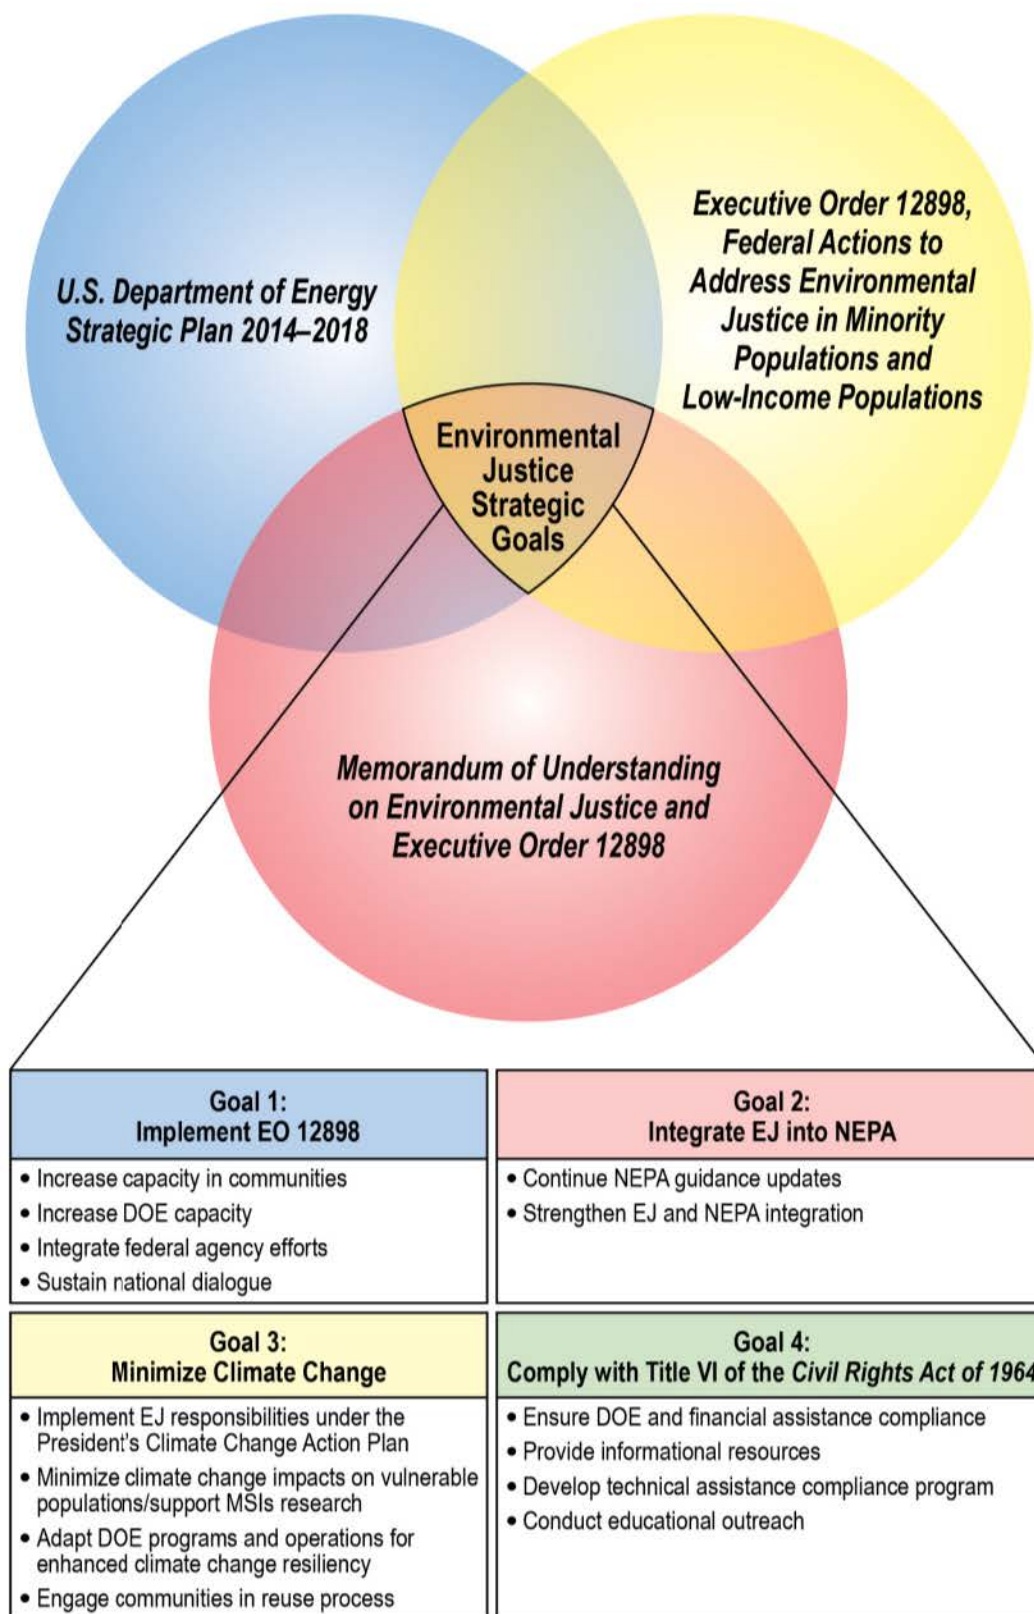 U.S. Department of Energy
Strategic Plan 2014–2018
Executive Order 12898,
Federal Actions to
Address Environmental
Justice in Minority
Populations and
Low-Income Populations
Environmental
Justice
Strategic
Goals
Memorandum of Understanding
on Environmental Justice and
Executive Order 12898
Goal 1:
Implement EO 12898
• Increase capacity in communities
• Increase DOE capacity
• Integrate federal agency efforts
• Sustain national dialogue
Goal 2:
Integrate EJ into NEPA
• Continue NEPA guidance updates
• Strengthen EJ and NEPA integration
Goal 3:
Minimize Climate Change
• Implement EJ responsibilities under the
President's Climate Change Action Plan
• Minimize climate change impacts on vulnerable
populations/support MSIs research
• Adapt DOE programs and operations for
enhanced climate change resiliency
• Engage communities in reuse process
Goal 4:
Comply with Title VI of the Civil Rights Act of 1964
• Ensure DOE and financial assistance compliance
• Provide informational resources
• Develop technical assistance compliance program
• Conduct educational outreach